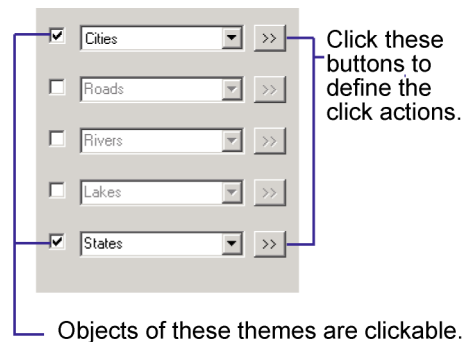 Cities >>
Roads >>
Rivers >>
Lakes >>
States >>
Click these
buttons to
define the
click actions.
Objects of these themes are clickable.